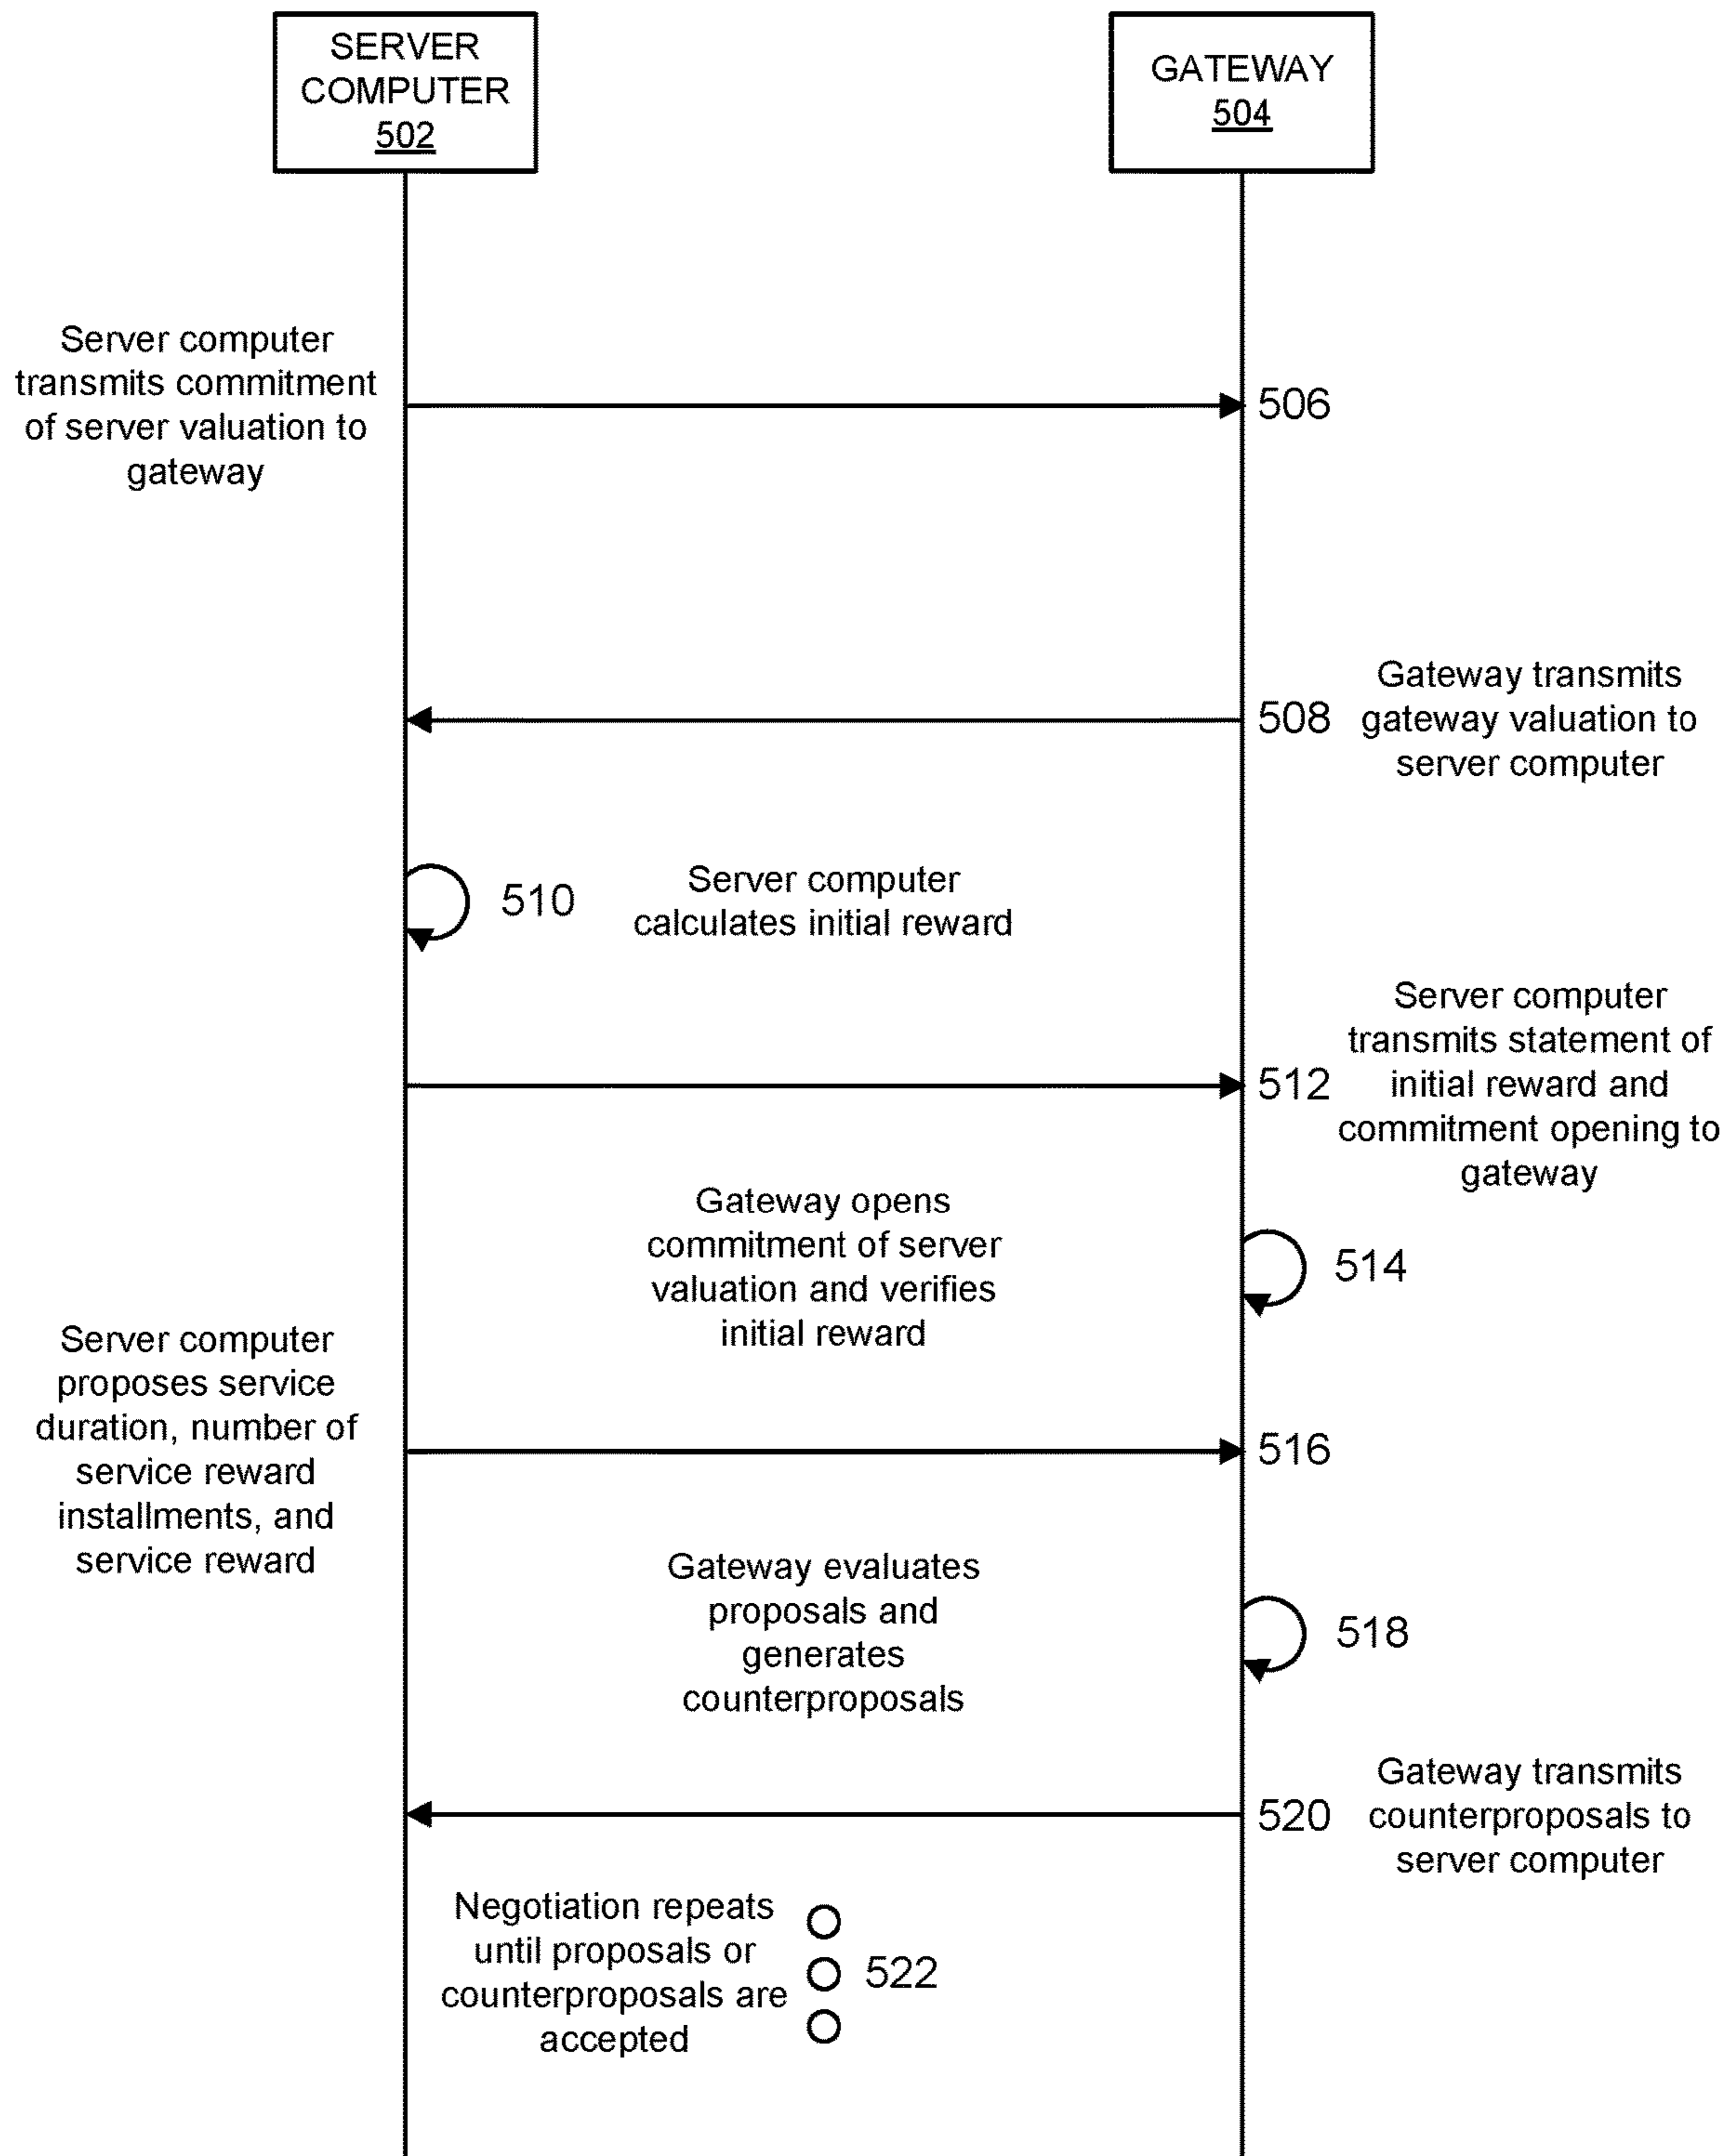 SERVER
COMPUTER
502
GATEWAY
504
Server computer
transmits commitment
of server valuation to
gateway
506
508
Gateway transmits
gateway valuation to
server computer
510
Server computer
calculates initial reward
512
Server computer
transmits statement of
initial reward and
commitment opening to
gateway
Gateway opens
commitment of server
valuation and verifies
initial reward
514
Server computer
proposes service
duration, number of
service reward
installments, and
service reward
516
Gateway evaluates
proposals and
generates
counterproposals
518
520
Gateway transmits
counterproposals to
server computer
Negotiation repeats
until proposals or
counterproposals are
accepted
522